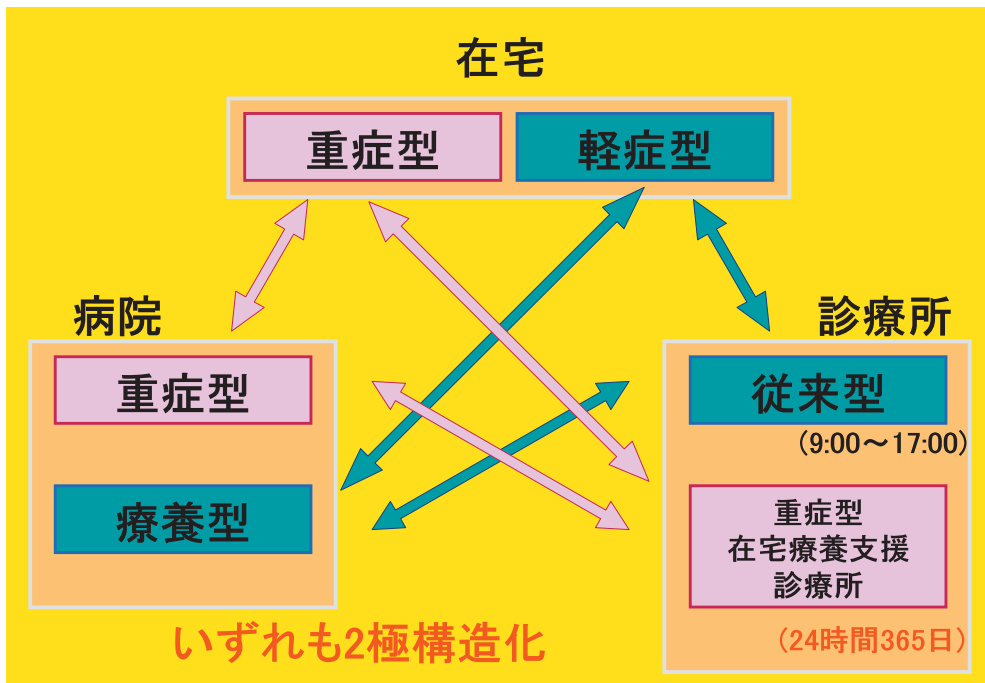 在宅
重症型
軽症型
病院
重症型
療養型
診療所
従来型
(9:00～17:00)
重症型
在宅療養支援
診療所
(24時間365日)
いずれも2極構造化